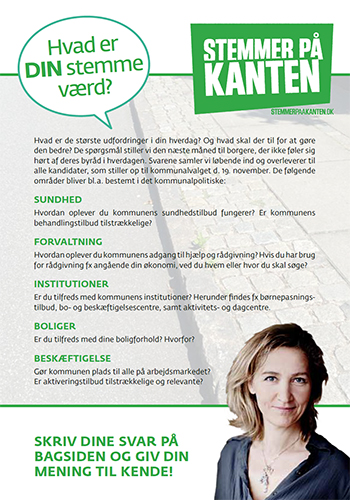 Hvad er
DIN stemme
værd?
STEMMER PÅ
KANTEN
STEMMERPAAKANTEN.DK
Hvad er de største udfordringer i din hverdag? Og hvad skal der til for at gøre
den bedre? De spørgsmål stiller vi den næste måned til borgere, der ikke føler sig
hørt af deres byråd i hverdagen. Svarene samler vi løbende ind og overleverer til
alle kandidater, som stiller op til kommunalvalget d. 19. november. De følgende
områder bliver bl.a. bestemt i det kommunalpolitiske:
SUNDHED
Hvordan oplever du kommunens sundhedstilbud fungerer? Er kommunens
behandlingstilbud tilstrækkelige?
FORVALTNING
Hvordan oplever du kommunens adgang til hjælp og rådgivning? Hvis du har brug
for rådgivning fx angående din økonomi, ved du hvem eller hvor du skal søge?
INSTITUTIONER
Er du tilfreds med kommunens institutioner? Herunder findes fx børnepasnings-
tilbud, bo- og beskæftigelsescentre, samt aktivitets- og dagcentre.
BOLIGER
Er du tilfreds med dine boligforhold? Hvorfor?
BESKÆFTIGELSE
Gør kommunen plads til alle på arbejdsmarkedet?
Er aktiveringstilbud tilstrækkelige og relevante?
SKRIV DINE SVAR PÅ
BAGSIDEN OG GIV DIN
MENING TIL KENDE!